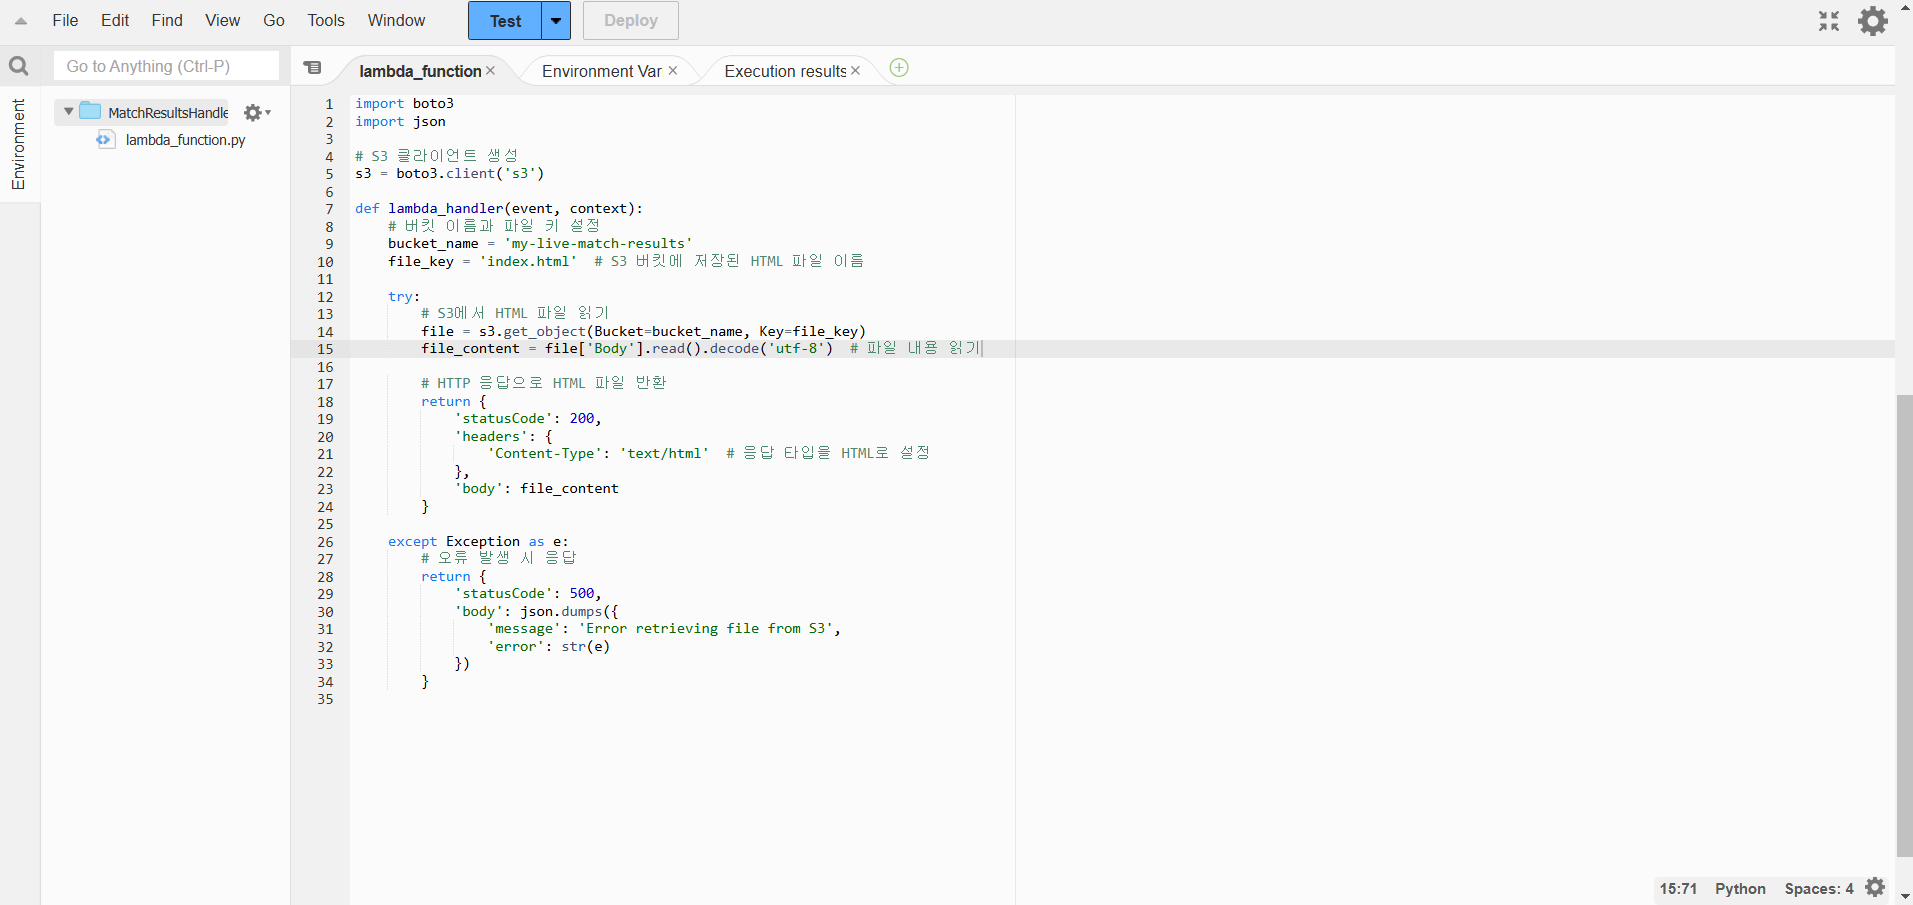 File Edit Find View Go Tools Window Test Deploy
Go to Anything (Ctrl-P)
lambda_function × Environment Var × Execution results ×
Environment
MatchResultsHandle
lambda_function.py
1 import boto3
2 import json
3
4 # S3 클라이언트 생성
5 s3 = boto3.client('s3')
6
7 def lambda_handler(event, context):
8     # 버킷 이름과 파일 키 설정
9     bucket_name = 'my-live-match-results'
10     file_key = 'index.html'  # S3 버킷에 저장된 HTML 파일 이름
11
12     try:
13         # S3에서 HTML 파일 읽기
14         file = s3.get_object(Bucket=bucket_name, Key=file_key)
15         file_content = file['Body'].read().decode('utf-8')  # 파일 내용 읽기
16
17         # HTTP 응답으로 HTML 파일 반환
18         return {
19             'statusCode': 200,
20             'headers': {
21                 'Content-Type': 'text/html'  # 응답 타입을 HTML로 설정
22             },
23             'body': file_content
24         }
25
26     except Exception as e:
27         # 오류 발생 시 응답
28         return {
29             'statusCode': 500,
30             'body': json.dumps({
31                 'message': 'Error retrieving file from S3',
32                 'error': str(e)
33             })
34         }
35
15:71 Python Spaces: 4